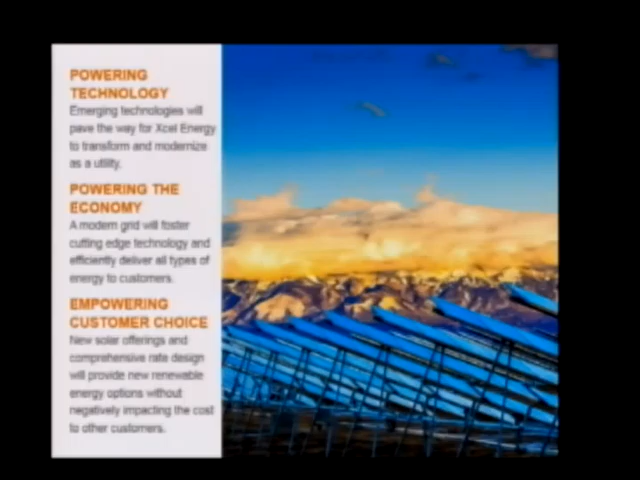 POWERING
TECHNOLOGY
Emerging technologies will
pave the way for Xcel Energy
to transform and modernize
as a utility.
POWERING THE
ECONOMY
A modern grid will foster
cutting edge technology and
efficiently deliver all types of
energy to customers.
EMPOWERING
CUSTOMER CHOICE
New solar offerings and
comprehensive rate design
will provide new renewable
energy options without
negatively impacting the cost
to other customers.